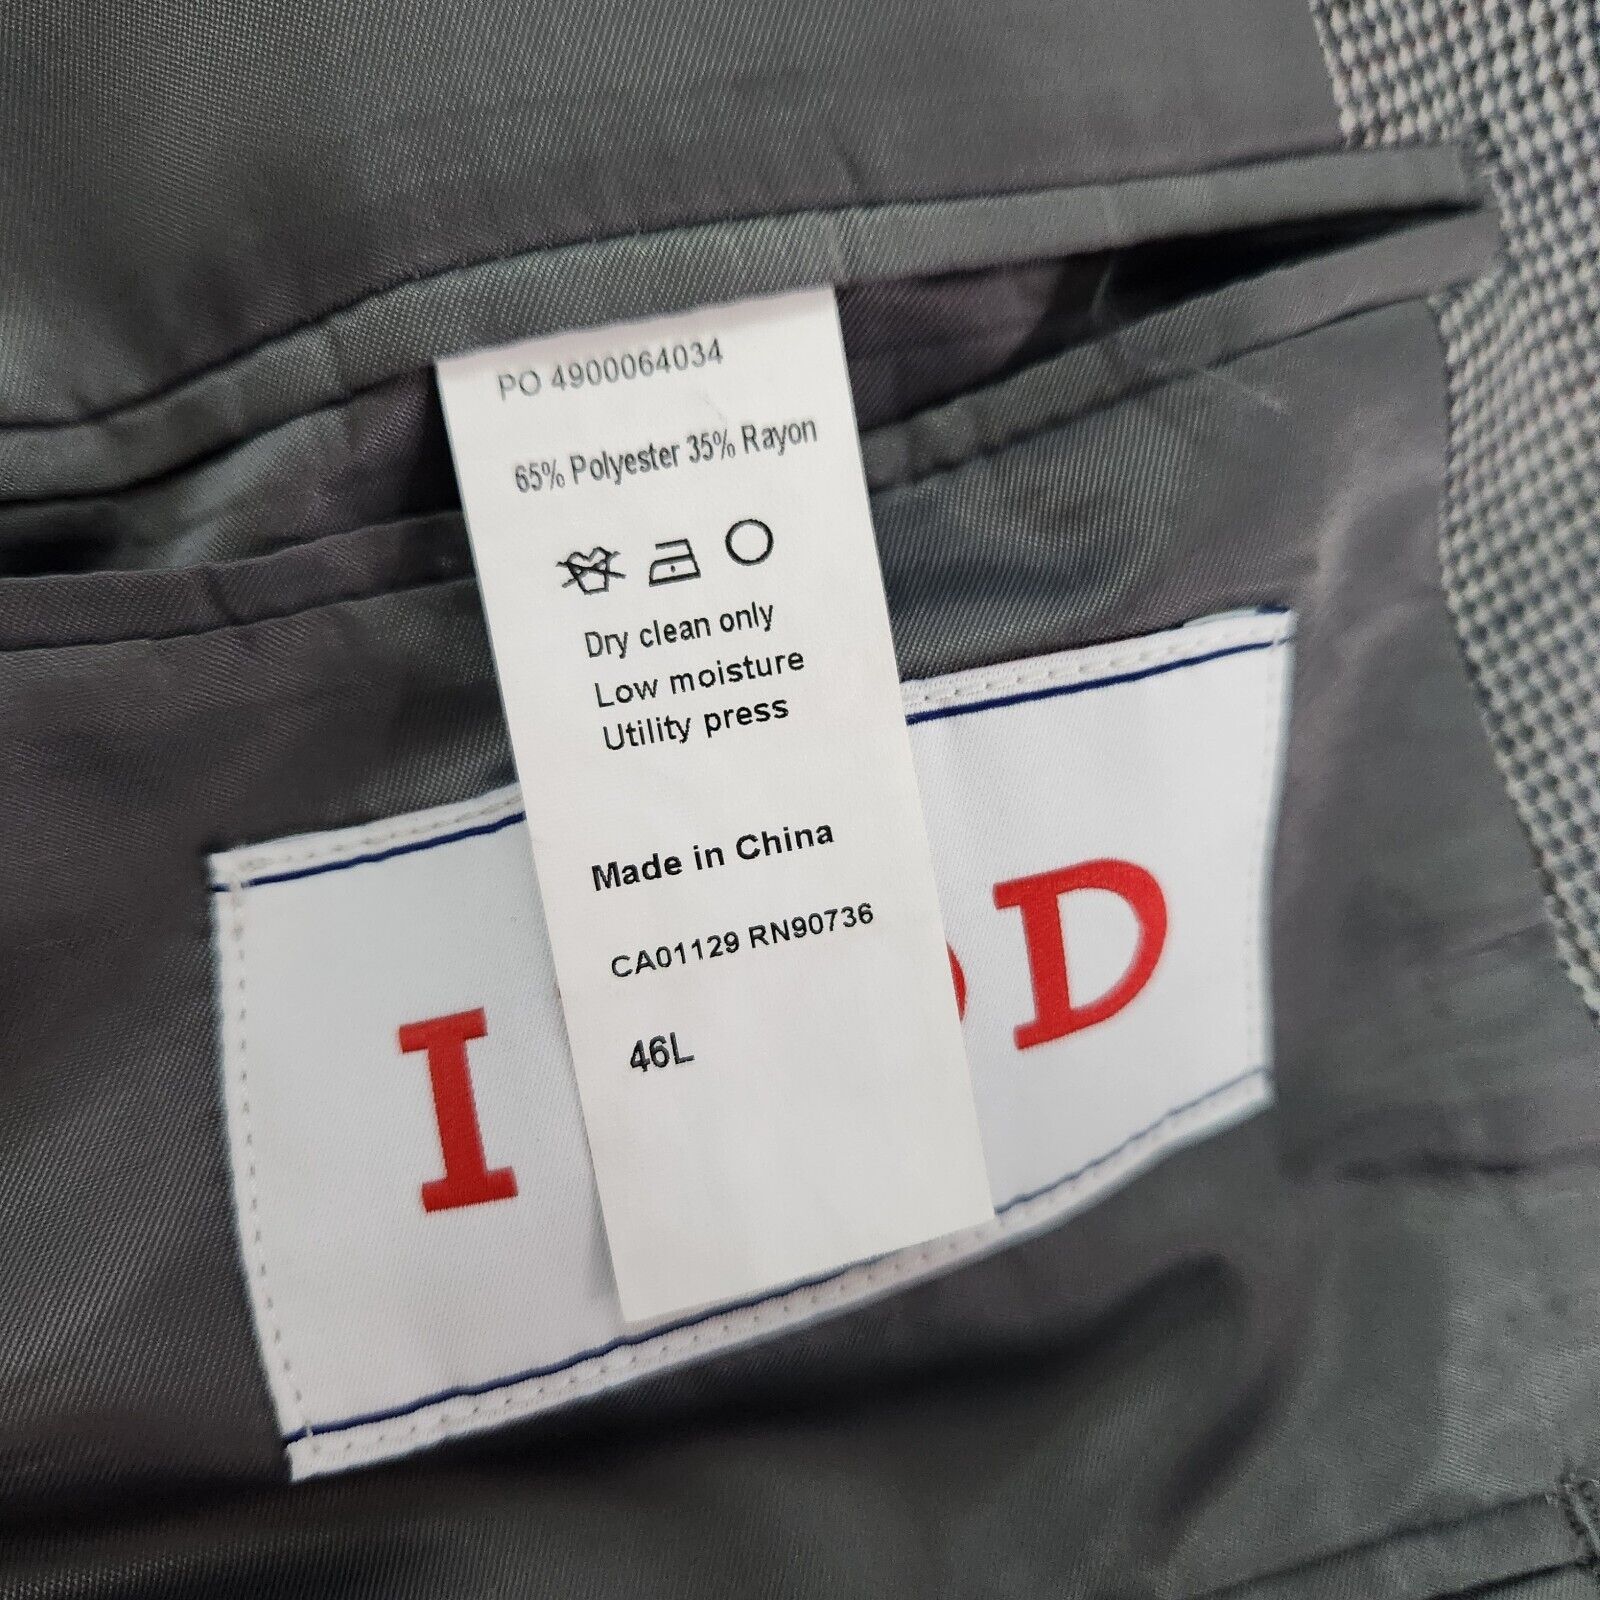 PO 4900064034
65% Polyester 35% Rayon
Dry clean only
Low moisture
Utility press
Made in China
CA01129 RN90736
46L
I D